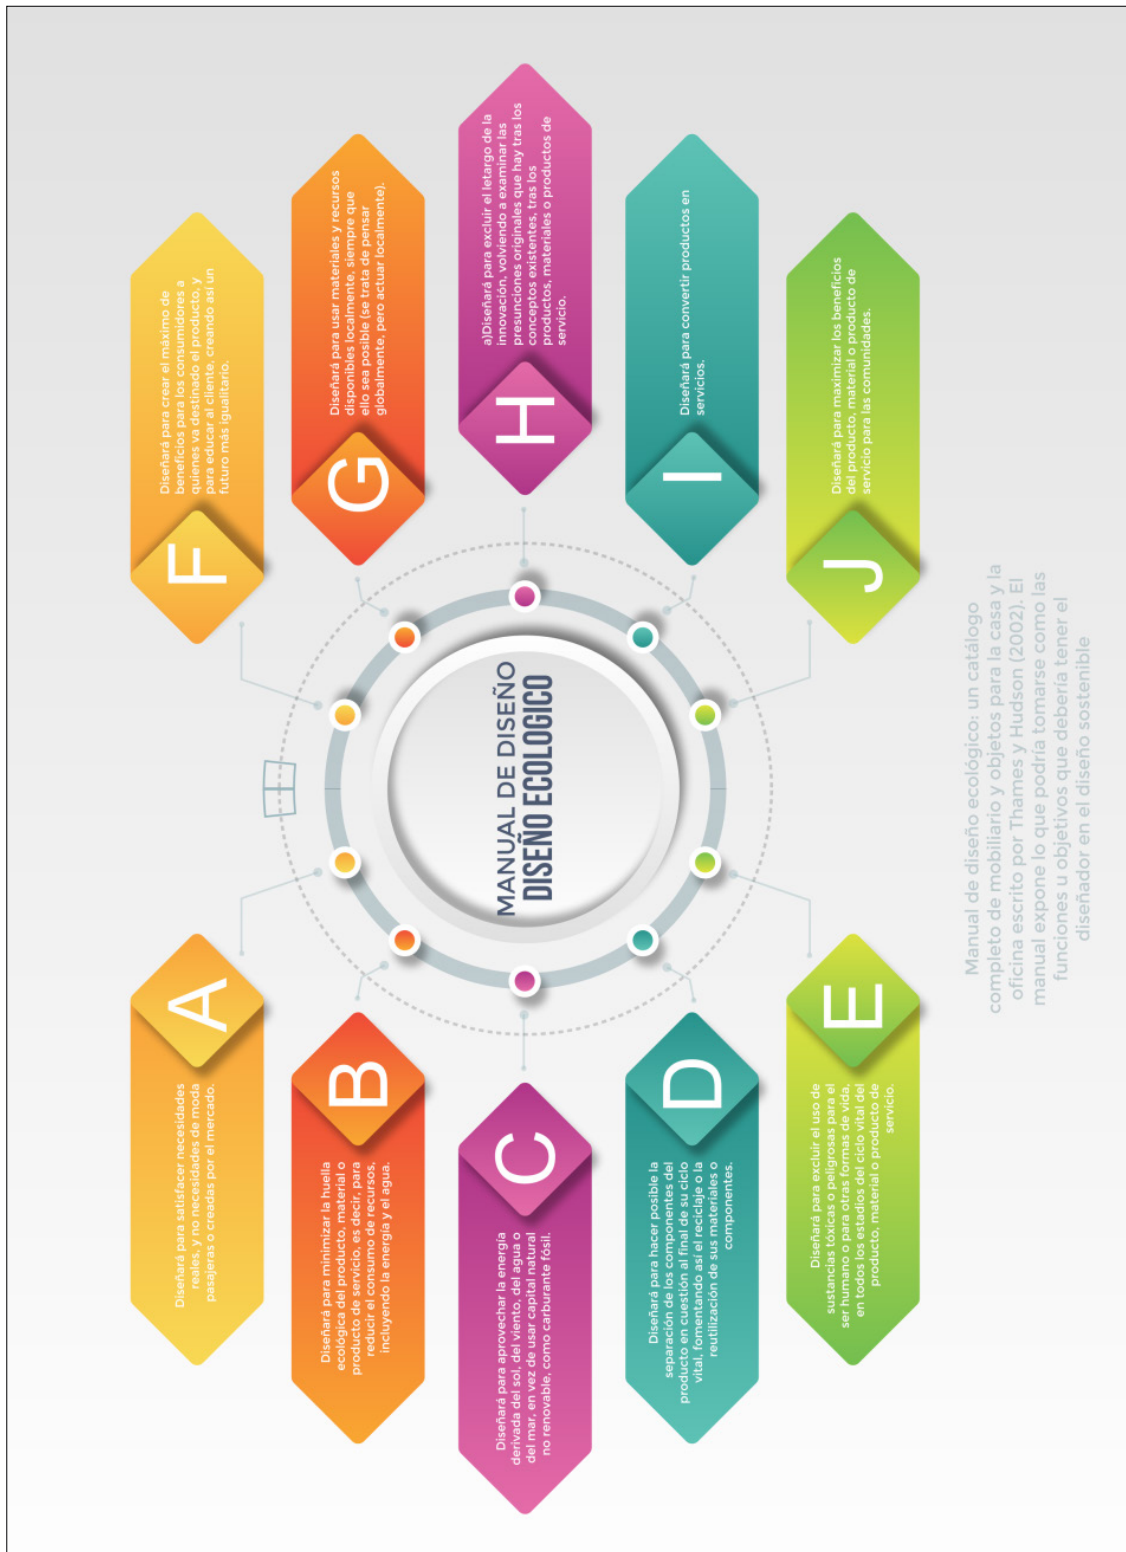 MANUAL DE DISEÑO
DISEÑO ECOLOGICO
A
Diseñará para satisfacer necesidades
reales, y no necesidades de moda
pasajeras o creadas por el mercado.
B
Diseñará para minimizar la huella
ecológica del producto, material o
producto de servicio, es decir, para
reducir el consumo de recursos,
incluyendo la energía y el agua.
C
Diseñará para aprovechar la energía
derivada del sol, del viento, del agua o
del mar, en vez de usar capital natural
no renovable, como carburante fósil.
D
Diseñará para hacer posible la
separación de los componentes del
producto en cuestión al final de su ciclo
vital, fomentando así el reciclaje o la
reutilización de sus materiales o
componentes.
E
Diseñará para excluir el uso de
sustancias tóxicas o peligrosas para el
ser humano o para otras formas de vida,
en todos los estadios del ciclo vital del
producto, material o producto de
servicio.
F
Diseñará para crear el máximo de
beneficios para los consumidores a
quienes va destinado el producto, y
para educar al cliente, creando así un
futuro más igualitario.
G
Diseñará para usar materiales y recursos
disponibles localmente, siempre que
ello sea posible (se trata de pensar
globalmente, pero actuar localmente).
H
a)Diseñará para excluir el letargo de la
innovación, volviendo a examinar las
presunciones originales que hay tras los
conceptos existentes, tras los
productos, materiales o productos de
servicio.
I
Diseñará para convertir productos en
servicios.
J
Diseñará para maximizar los beneficios
del producto, material o producto de
servicio para las comunidades.
Manual de diseño ecológico: un catálogo
completo de mobiliario y objetos para la casa y la
oficina escrito por Thames y Hudson (2002). El
manual expone lo que podría tomarse como las
funciones u objetivos que debería tener el
diseñador en el diseño sostenible